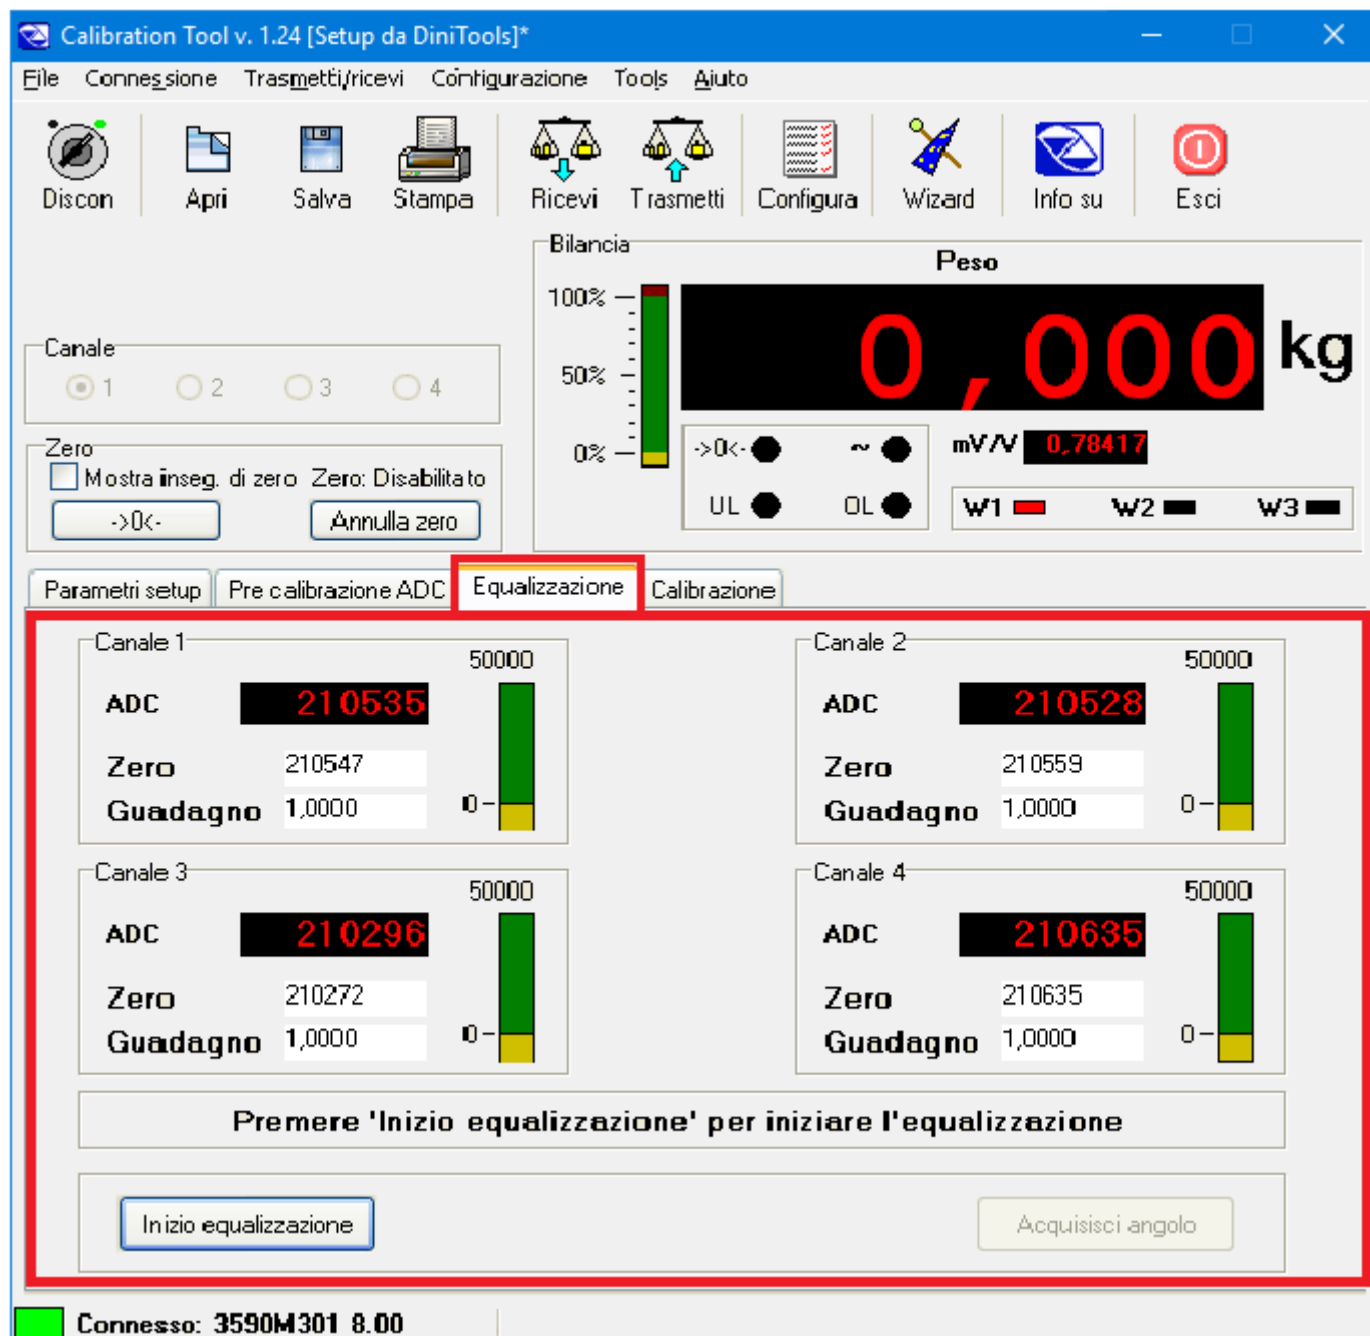 Calibration Tool v. 1.24 [Setup da DiniTools]*
File Connessione Trasmetti/ricevi Configurazione Tools Aiuto
Discon Apri Salva Stampa Ricevi Trasmetti Configura Wizard Info su Esci
Bilancia
Peso
100%
50%
0%
0,000 kg
Canale
1 2 3 4
Zero
Mostra inseg. di zero Zero: Disabilitato
->0<- Annulla zero
->0<- ~ mV/V 0,78417
UL OL W1 W2 W3
Parametri setup Pre calibrazione ADC Equalizzazione Calibrazione
Canale 1
50000
ADC 210535
Zero 210547
Guadagno 1,0000 0
Canale 2
50000
ADC 210528
Zero 210559
Guadagno 1,0000 0
Canale 3
50000
ADC 210296
Zero 210272
Guadagno 1,0000 0
Canale 4
50000
ADC 210635
Zero 210635
Guadagno 1,0000 0
Premere 'Inizio equalizzazione' per iniziare l'equalizzazione
Inizio equalizzazione Acquisisci angolo
Connesso: 3590M301 8.00